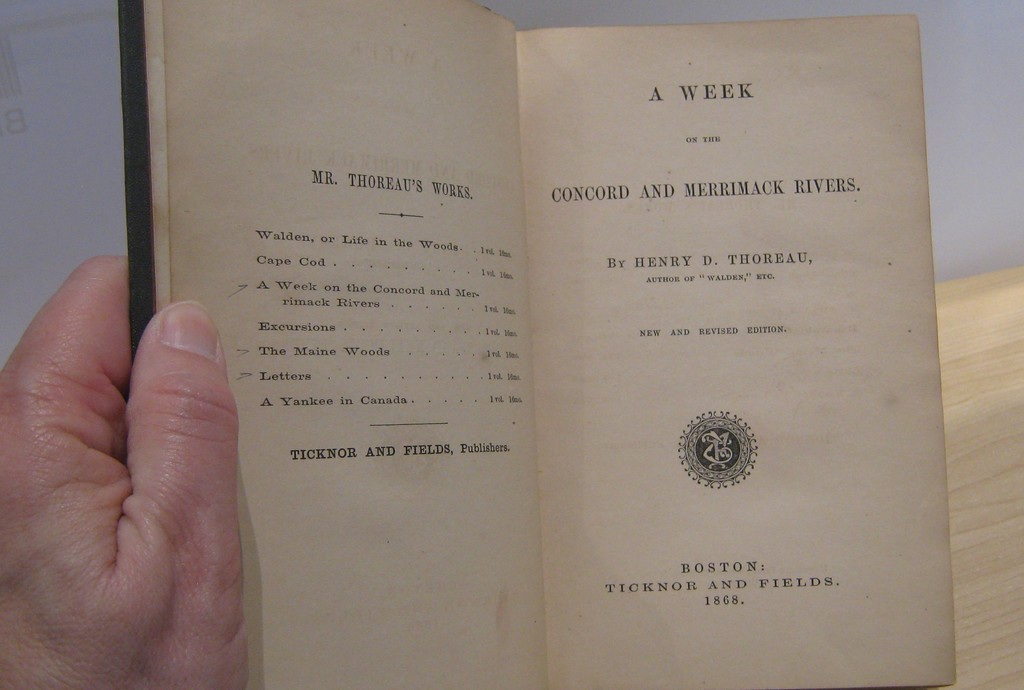 MR. THOREAU'S WORKS.
Walden, or Life in the Woods. . 1 vol. 16mo.
Cape Cod . . . . . . . . . 1 vol. 16mo.
A Week on the Concord and Mer-
rimack Rivers . . . . . 1 vol. 16mo.
Excursions . . . . . . . . 1 vol. 16mo.
The Maine Woods . . . . . 1 vol. 16mo.
Letters . . . . . . . . . . 1 vol. 16mo.
A Yankee in Canada . . . . . 1 vol. 16mo.
TICKNOR AND FIELDS, Publishers.
A WEEK
ON THE
CONCORD AND MERRIMACK RIVERS.
BY HENRY D. THOREAU,
AUTHOR OF "WALDEN," ETC.
NEW AND REVISED EDITION.
BOSTON:
TICKNOR AND FIELDS.
1868.